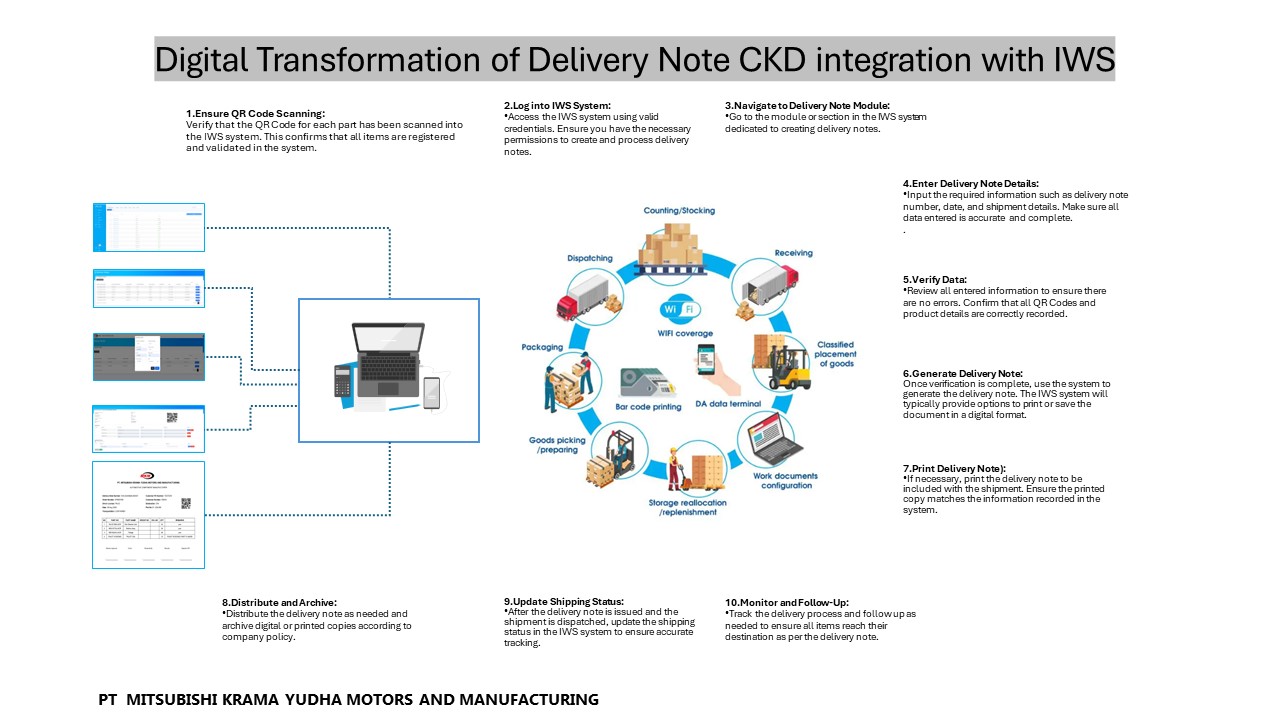 Digital Transformation of Delivery Note CKD integration with IWS
1.Ensure QR Code Scanning:
Verify that the QR Code for each part has been scanned into
the IWS system. This confirms that all items are registered
and validated in the system.
2.Log into IWS System:
•Access the IWS system using valid
credentials. Ensure you have the necessary
permissions to create and process delivery
notes.
3.Navigate to Delivery Note Module:
•Go to the module or section in the IWS system
dedicated to creating delivery notes.
4.Enter Delivery Note Details:
•Input the required information such as delivery note
number, date, and shipment details. Make sure all
data entered is accurate and complete.
.
5.Verify Data:
•Review all entered information to ensure there
are no errors. Confirm that all QR Codes and
product details are correctly recorded.
6.Generate Delivery Note:
Once verification is complete, use the system to
generate the delivery note. The IWS system will
typically provide options to print or save the
document in a digital format.
7.Print Delivery Note):
•If necessary, print the delivery note to be
included with the shipment. Ensure the printed
copy matches the information recorded in the
system.
Counting/Stocking
Dispatching
Receiving
Wi Fi
WIFI coverage
Packaging
Classified
placement
of goods
Bar code printing
DA data terminal
Goods picking
/preparing
Work documents
configuration
Storage reallocation
/replenishment
8.Distribute and Archive:
•Distribute the delivery note as needed and
archive digital or printed copies according to
company policy.
9.Update Shipping Status:
•After the delivery note is issued and the
shipment is dispatched, update the shipping
status in the IWS system to ensure accurate
tracking.
10.Monitor and Follow-Up:
•Track the delivery process and follow up as
needed to ensure all items reach their
destination as per the delivery note.
PT MITSUBISHI KRAMA YUDHA MOTORS AND MANUFACTURING